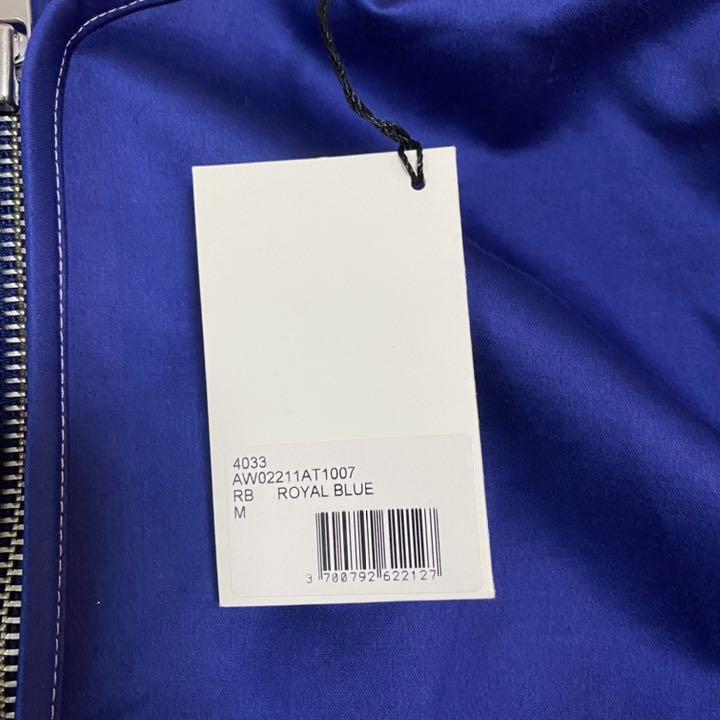 4033
AW02211AT1007
RB ROYAL BLUE
M
3 700792 622127